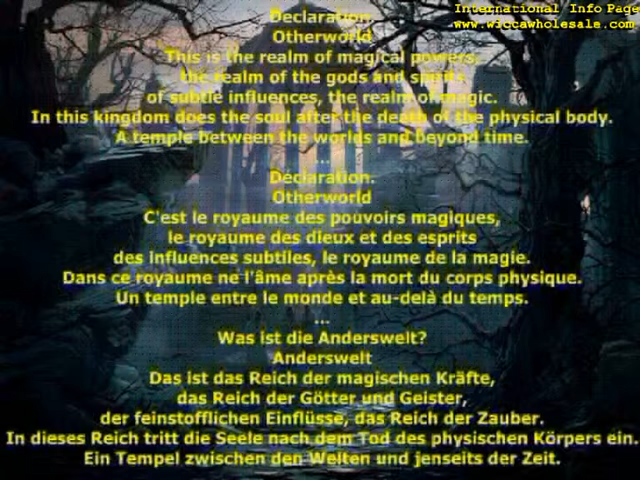 International Info Page
www.wiccawholesale.com
Declaration.
Otherworld
This is the realm of magical powers,
the realm of the gods and spirits
of subtle influences, the realm of magic.
In this kingdom does the soul after the death of the physical body.
A temple between the worlds and beyond time.
...
Déclaration.
Otherworld
C'est le royaume des pouvoirs magiques,
le royaume des dieux et des esprits
des influences subtiles, le royaume de la magie.
Dans ce royaume ne l'âme après la mort du corps physique.
Un temple entre le monde et au-delà du temps.
...
Was ist die Anderswelt?
Anderswelt
Das ist das Reich der magischen Kräfte,
das Reich der Götter und Geister,
der feinstofflichen Einflüsse, das Reich der Zauber.
In dieses Reich tritt die Seele nach dem Tod des physischen Körpers ein.
Ein Tempel zwischen den Welten und jenseits der Zeit.